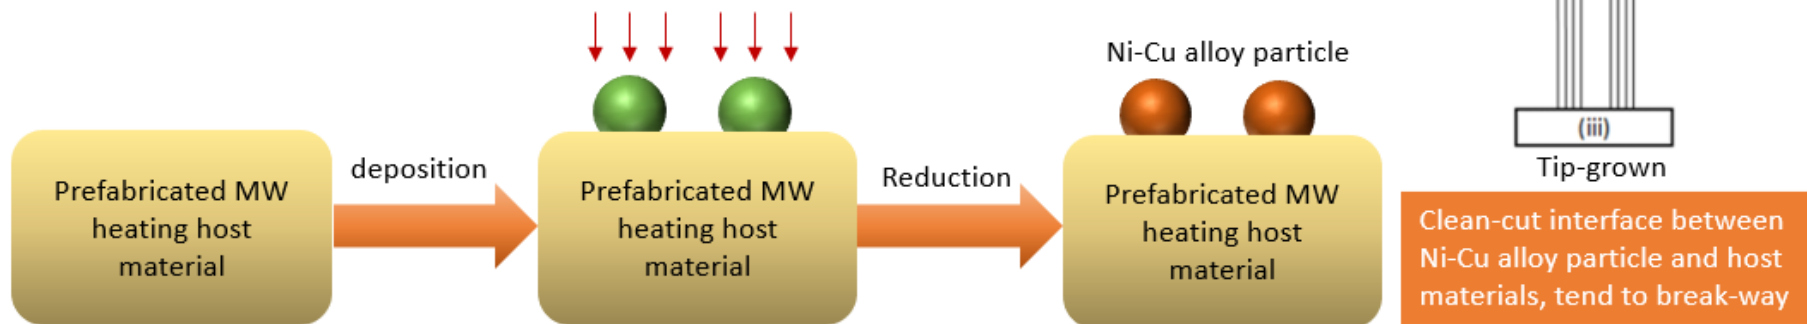 Prefabricated MW
heating host
material
deposition
Prefabricated MW
heating host
material
Reduction
Ni-Cu alloy particle
Prefabricated MW
heating host
material
(iii)
Tip-grown
Clean-cut interface between
Ni-Cu alloy particle and host
materials, tend to break-way